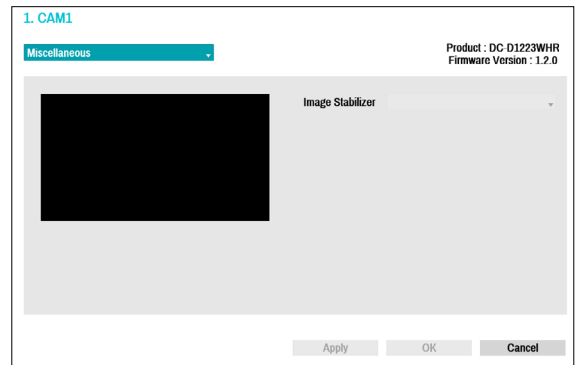 1. CAM1
Miscellaneous
Product : DC-D1223WHR
Firmware Version : 1.2.0
Image Stabilizer
Apply
OK
Cancel